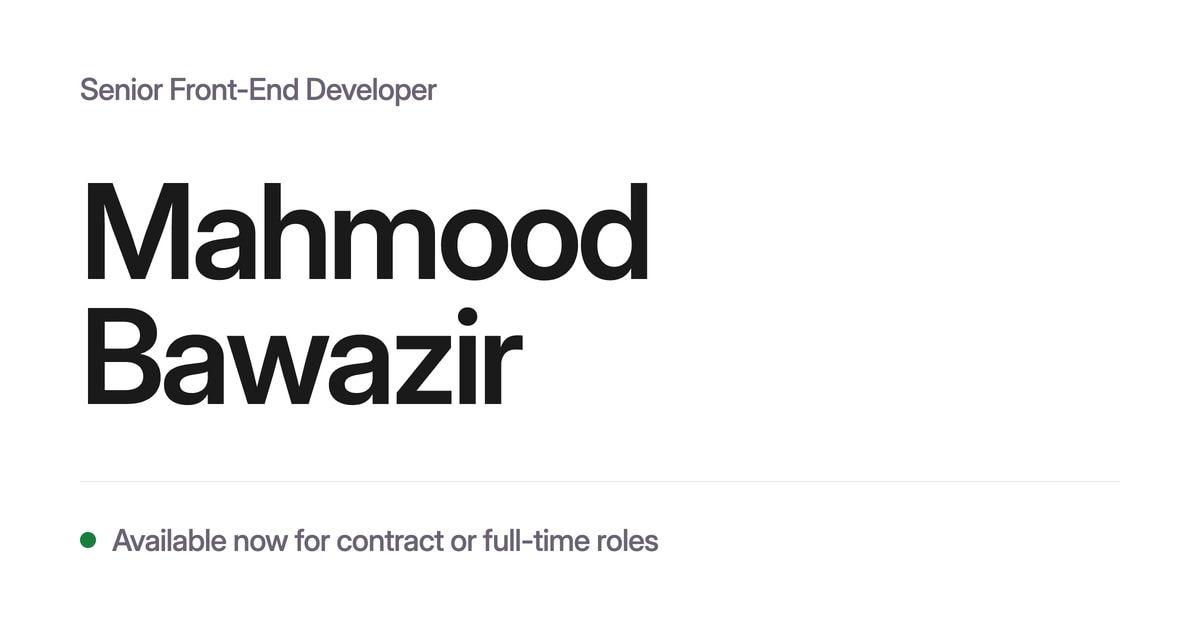 Senior Front-End Developer
Mahmood
Bawazir
Available now for contract or full-time roles